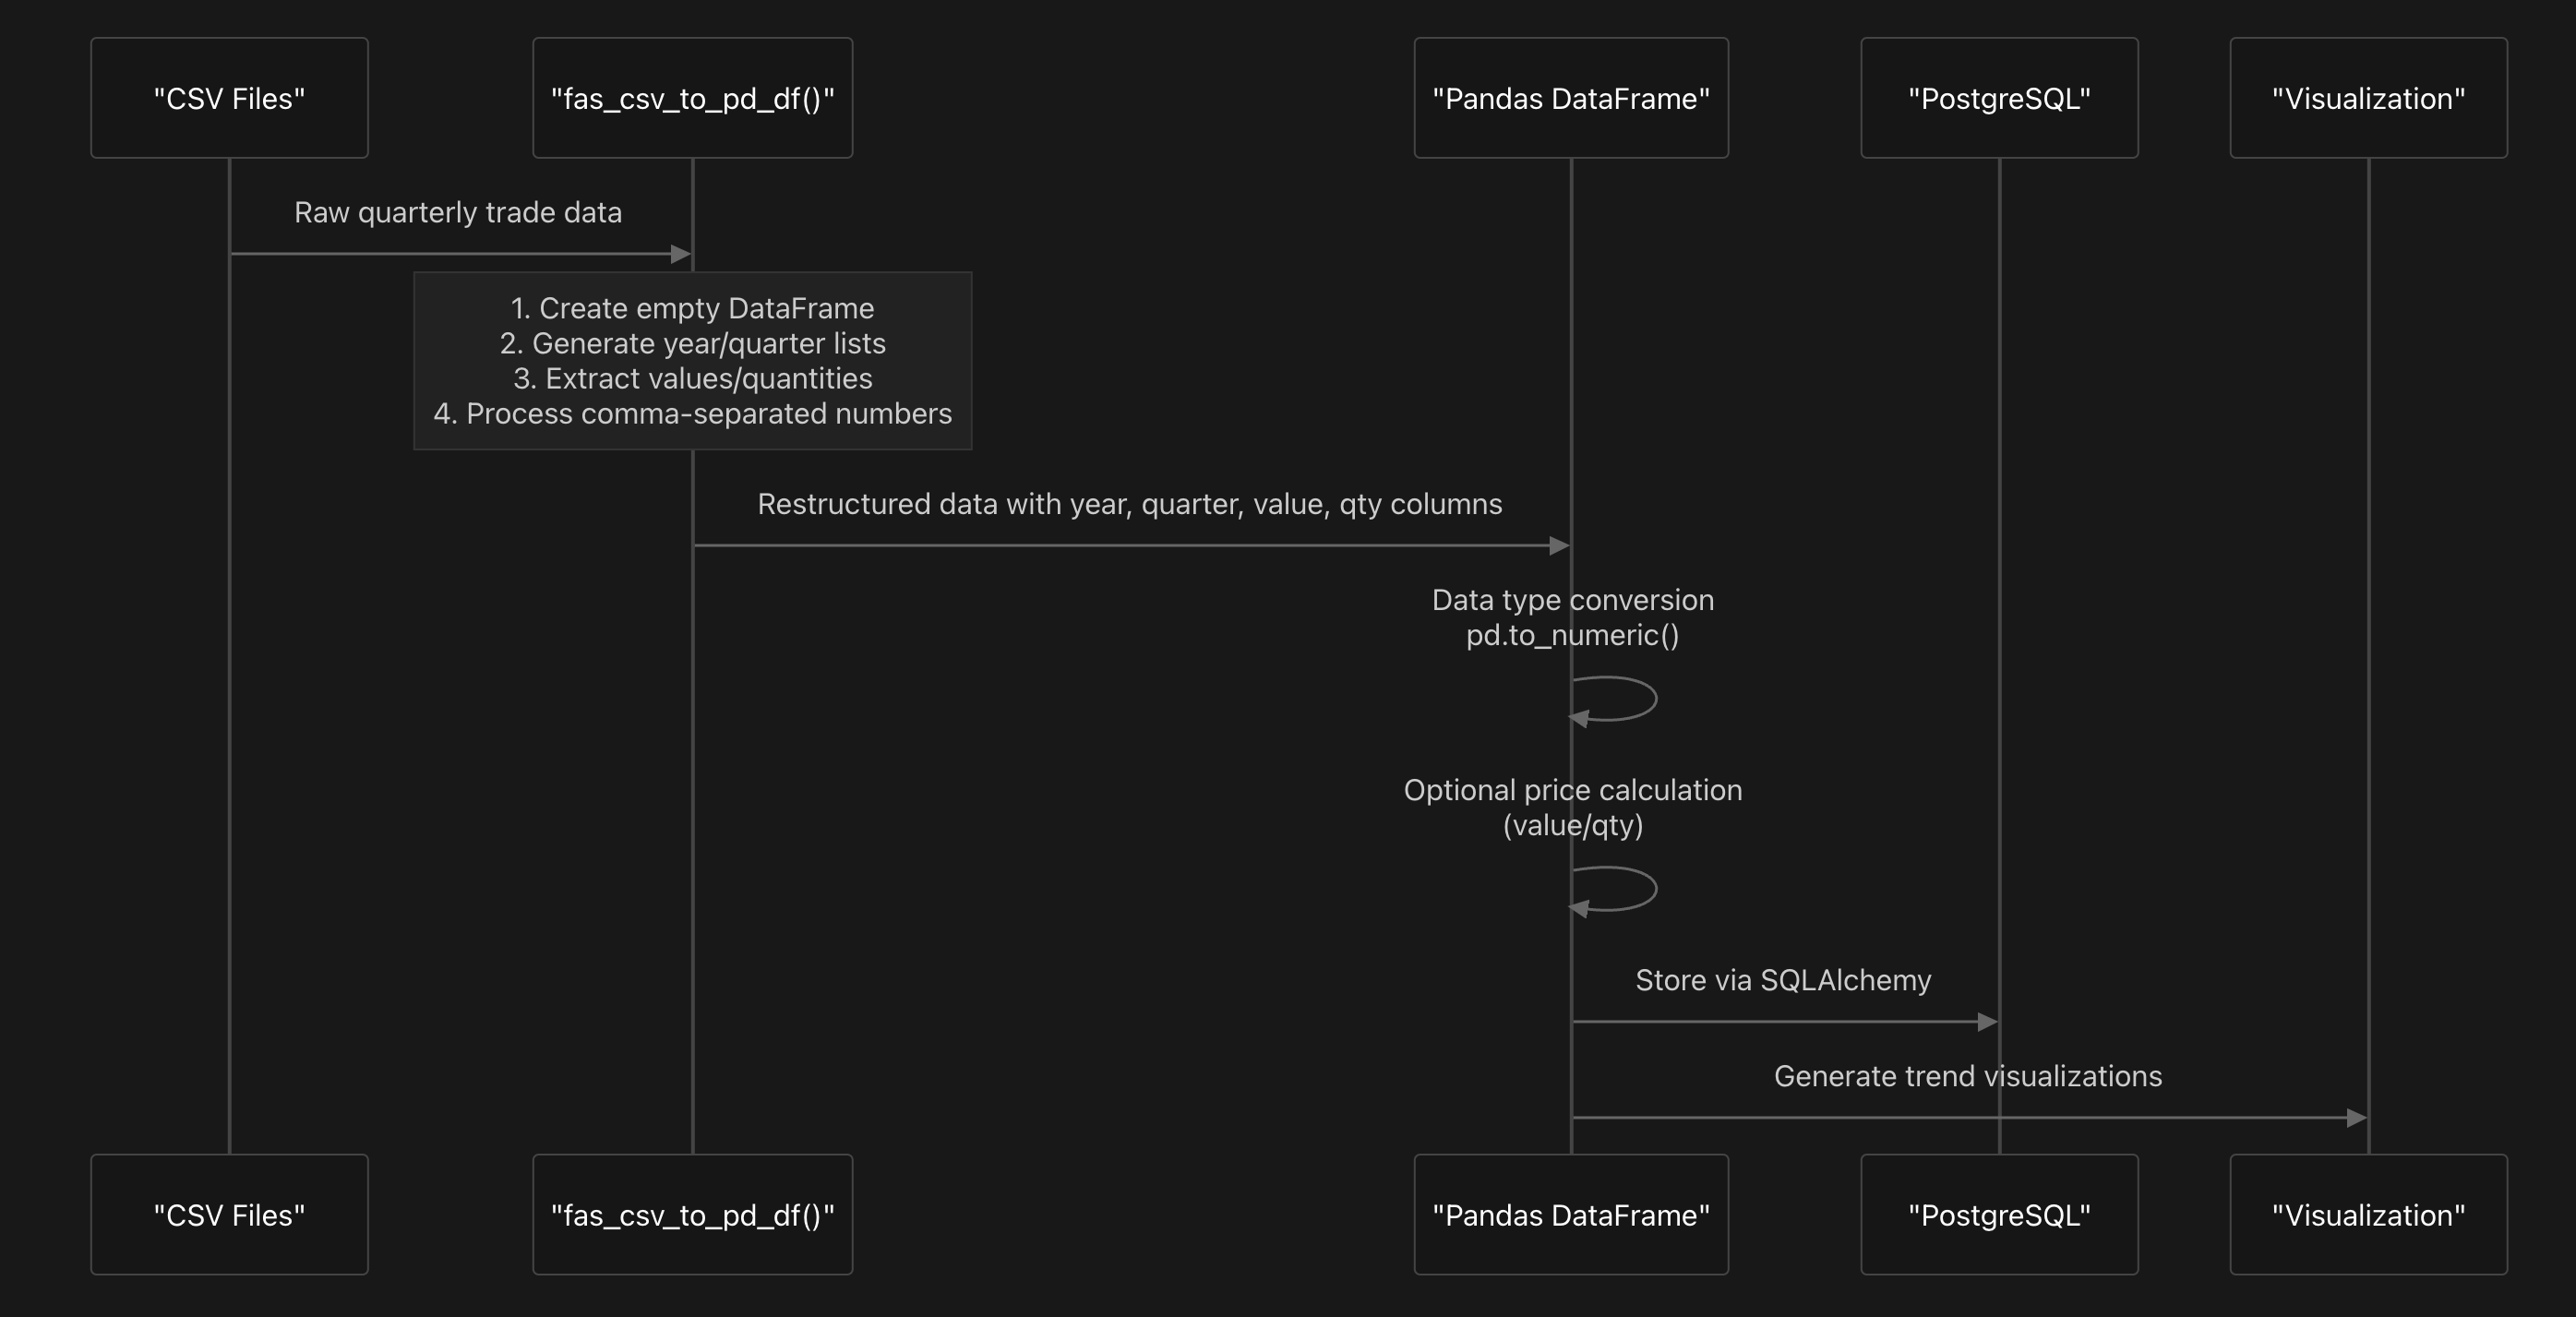 "CSV Files"
"fas_csv_to_pd_df()"
"Pandas DataFrame"
"PostgreSQL"
"Visualization"
Raw quarterly trade data
1. Create empty DataFrame
2. Generate year/quarter lists
3. Extract values/quantities
4. Process comma-separated numbers
Restructured data with year, quarter, value, qty columns
Data type conversion
pd.to_numeric()
Optional price calculation
(value/qty)
Store via SQLAlchemy
Generate trend visualizations
"CSV Files"
"fas_csv_to_pd_df()"
"Pandas DataFrame"
"PostgreSQL"
"Visualization"